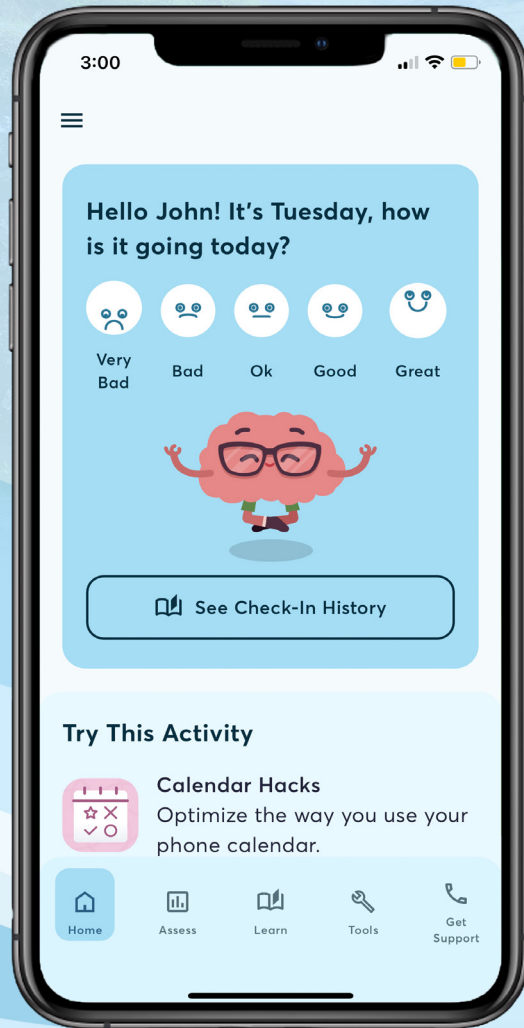 3:00
Hello John! It's Tuesday, how
is it going today?
Very
Bad
Bad
Ok
Good
Great
See Check-In History
Try This Activity
Calendar Hacks
Optimize the way you use your
phone calendar.
Home
Assess
Learn
Tools
Get
Support